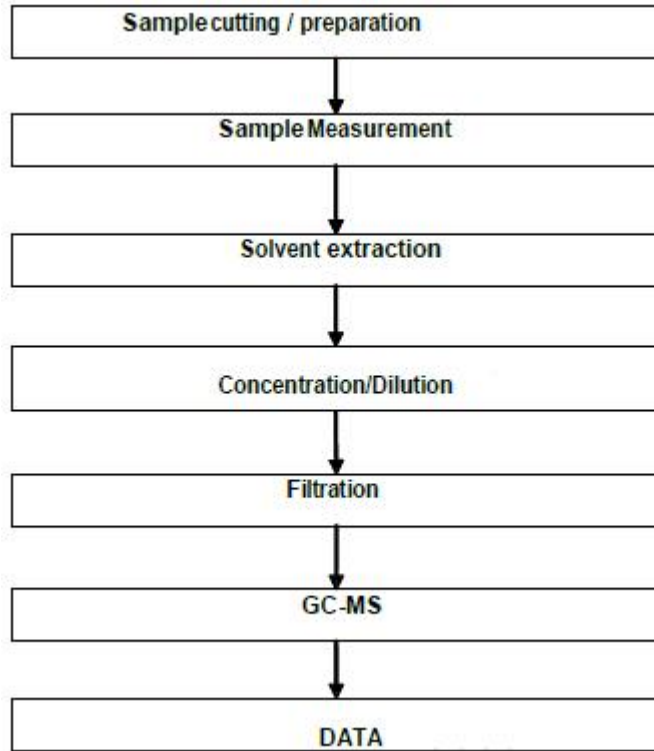 Sample cutting / preparation
Sample Measurement
Solvent extraction
Concentration/Dilution
Filtration
GC-MS
DATA